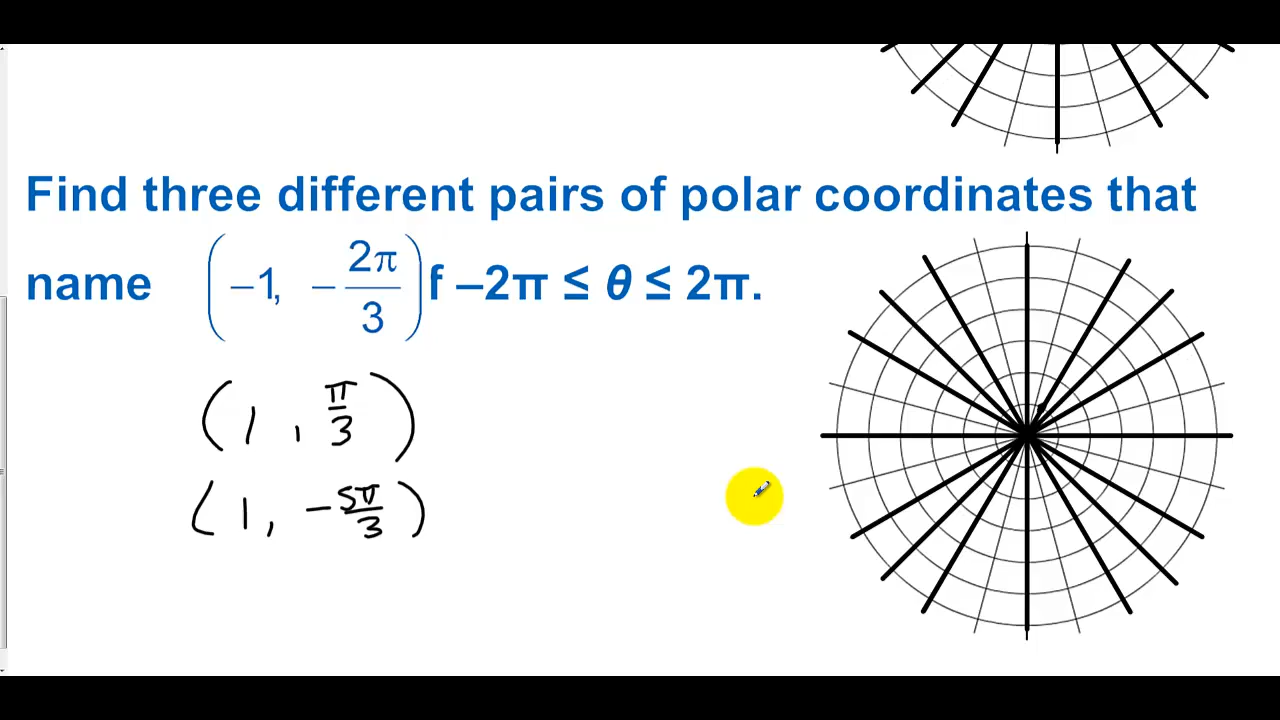 Find three different pairs of polar coordinates that
name (−1, −2π/3) f −2π ≤ θ ≤ 2π.
(1, π/3)
(1, −5π/3)